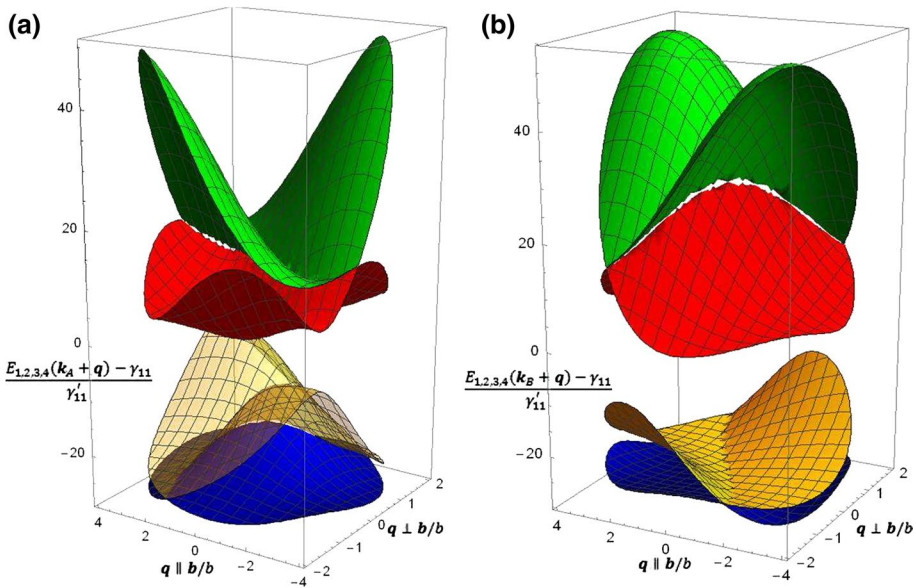 (a)
40
20
0
−20
E1,2,3,4(kA + q) − γ11
γ′11
4
2
0
−2
−4
q ∥ b/b
−2
−1
0
1
2
q ⊥ b/b
(b)
40
20
0
−20
E1,2,3,4(kB + q) − γ11
γ′11
4
2
0
−2
−4
q ∥ b/b
−2
−1
0
1
2
q ⊥ b/b